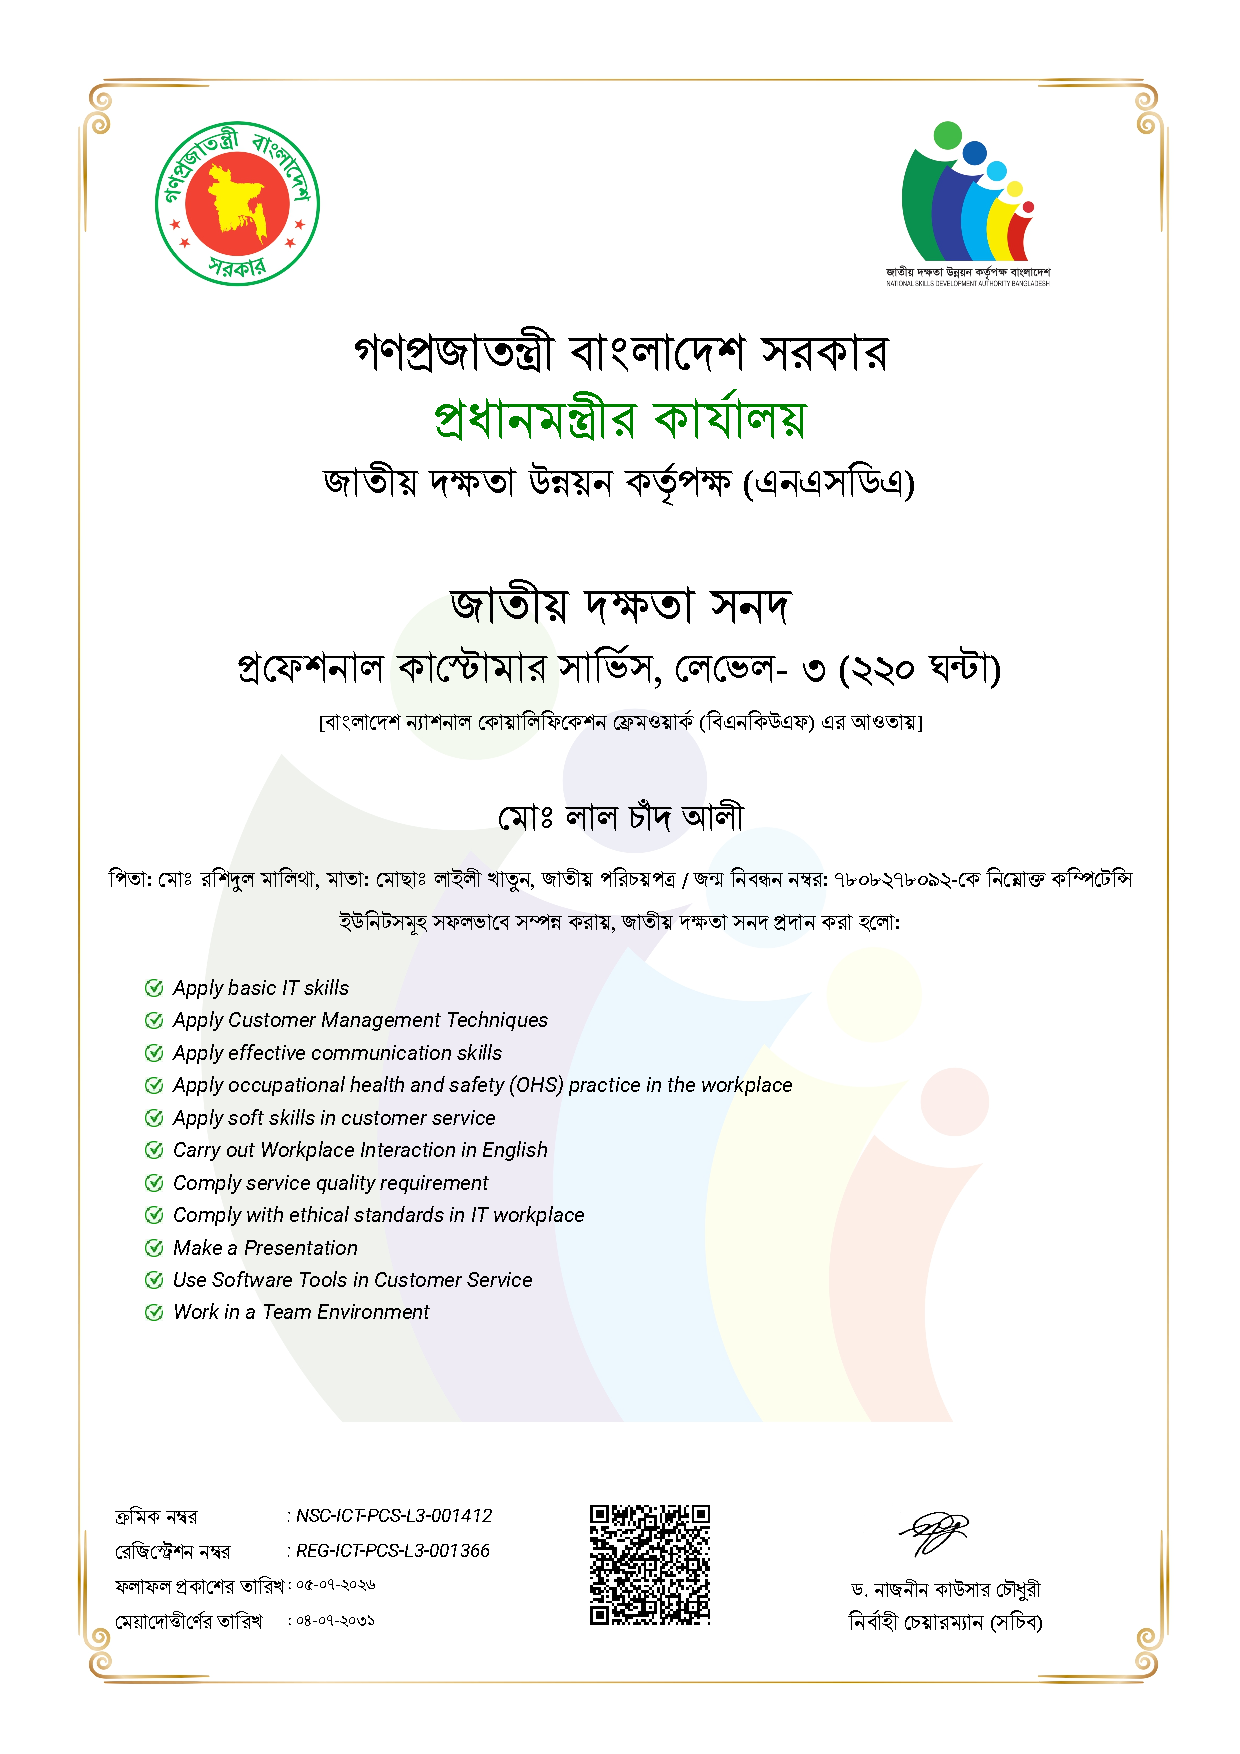 গণপ্রজাতন্ত্রী বাংলাদেশ
সরকার
জাতীয় দক্ষতা উন্নয়ন কর্তৃপক্ষ বাংলাদেশ
NATIONAL SKILLS DEVELOPMENT AUTHORITY BANGLADESH
গণপ্রজাতন্ত্রী বাংলাদেশ সরকার
প্রধানমন্ত্রীর কার্যালয়
জাতীয় দক্ষতা উন্নয়ন কর্তৃপক্ষ (এনএসডিএ)
জাতীয় দক্ষতা সনদ
প্রফেশনাল কাস্টোমার সার্ভিস, লেভেল- ৩ (২২০ ঘন্টা)
[বাংলাদেশ ন্যাশনাল কোয়ালিফিকেশন ফ্রেমওয়ার্ক (বিএনকিউএফ) এর আওতায়]
মোঃ লাল চাঁদ আলী
পিতা: মোঃ রশিদুল মালিথা, মাতা: মোছাঃ লাইলী খাতুন, জাতীয় পরিচয়পত্র / জন্ম নিবন্ধন নম্বর: ৭৮০৮২৭৮০৯২-কে নিম্নোক্ত কম্পিটেন্সি
ইউনিটসমূহ সফলভাবে সম্পন্ন করায়, জাতীয় দক্ষতা সনদ প্রদান করা হলো:
Apply basic IT skills
Apply Customer Management Techniques
Apply effective communication skills
Apply occupational health and safety (OHS) practice in the workplace
Apply soft skills in customer service
Carry out Workplace Interaction in English
Comply service quality requirement
Comply with ethical standards in IT workplace
Make a Presentation
Use Software Tools in Customer Service
Work in a Team Environment
ক্রমিক নম্বর : NSC-ICT-PCS-L3-001412
রেজিস্ট্রেশন নম্বর : REG-ICT-PCS-L3-001366
ফলাফল প্রকাশের তারিখ : ০৫-০৭-২০২৬
মেয়াদোত্তীর্ণের তারিখ : ০৪-০৭-২০৩১
ড. নাজনীন কাউসার চৌধুরী
নির্বাহী চেয়ারম্যান (সচিব)